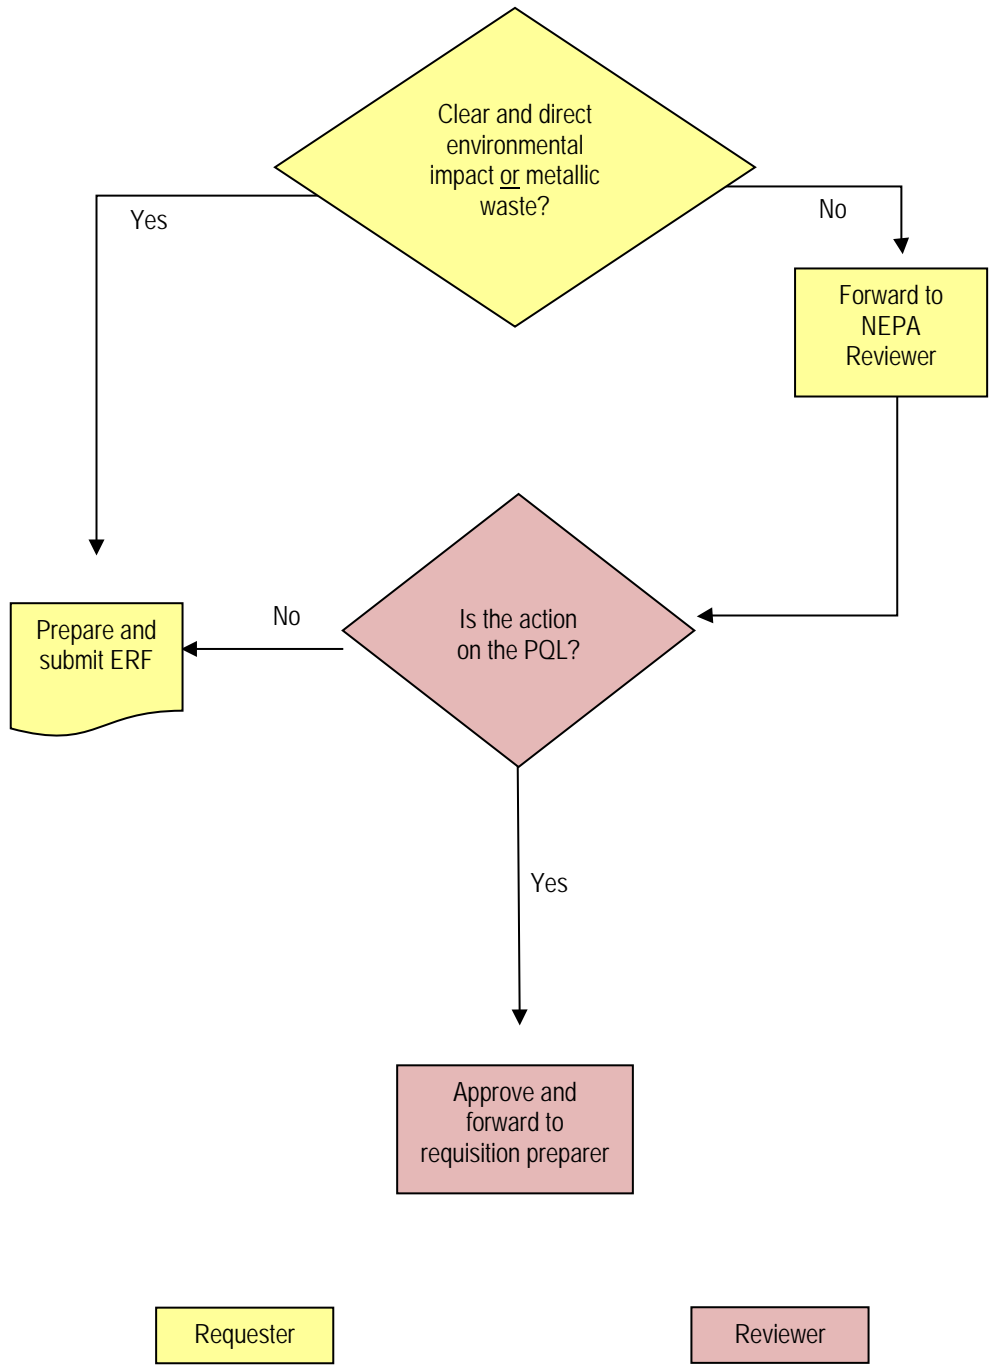 Clear and direct
environmental
impact or metallic
waste?
Yes
No
Forward to
NEPA
Reviewer
Prepare and
submit ERF
No
Is the action
on the PQL?
Yes
Approve and
forward to
requisition preparer
Requester
Reviewer